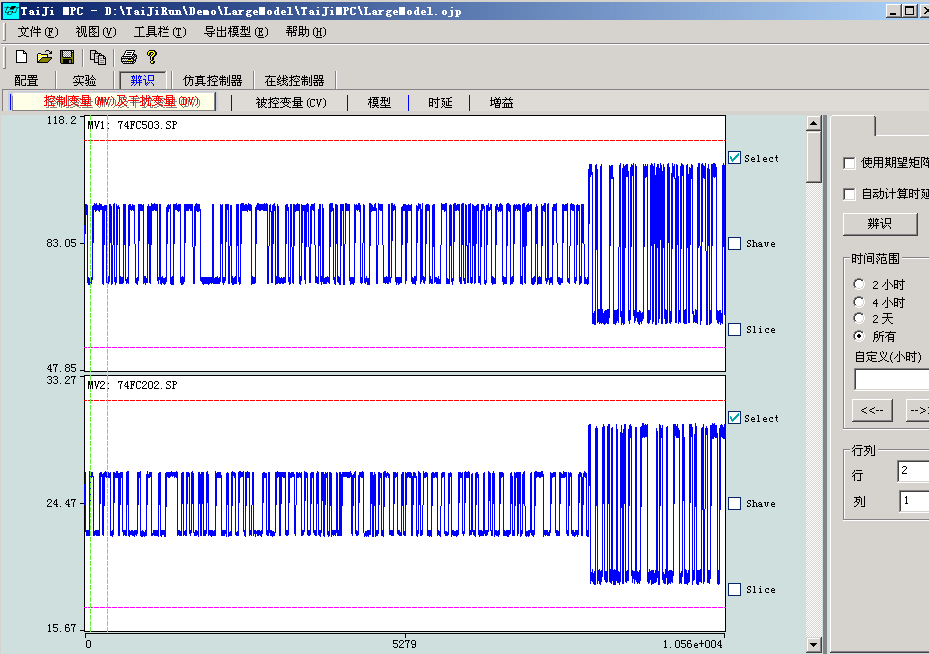 TaiJi MPC - D:\TaiJiRun\Demo\LargeModel\TaiJiMPC\LargeModel.ojp
文件(F) 视图(V) 工具栏(T) 导出模型(E) 帮助(H)
配置 实验 辨识 仿真控制器 在线控制器
控制变量(MV)及干扰变量(DV) 被控变量(CV) 模型 时延 增益
118.2
MV1: 74FC503.SP
Select
83.05
Shave
Slice
47.85
33.27
MV2: 74FC202.SP
Select
24.47
Shave
Slice
15.67
0 5279 1.056e+004
使用期望矩阵
自动计算时延
辨识
时间范围
2 小时
4 小时
2 天
所有
自定义(小时)
<<-- -->>
行列
行 2
列 1